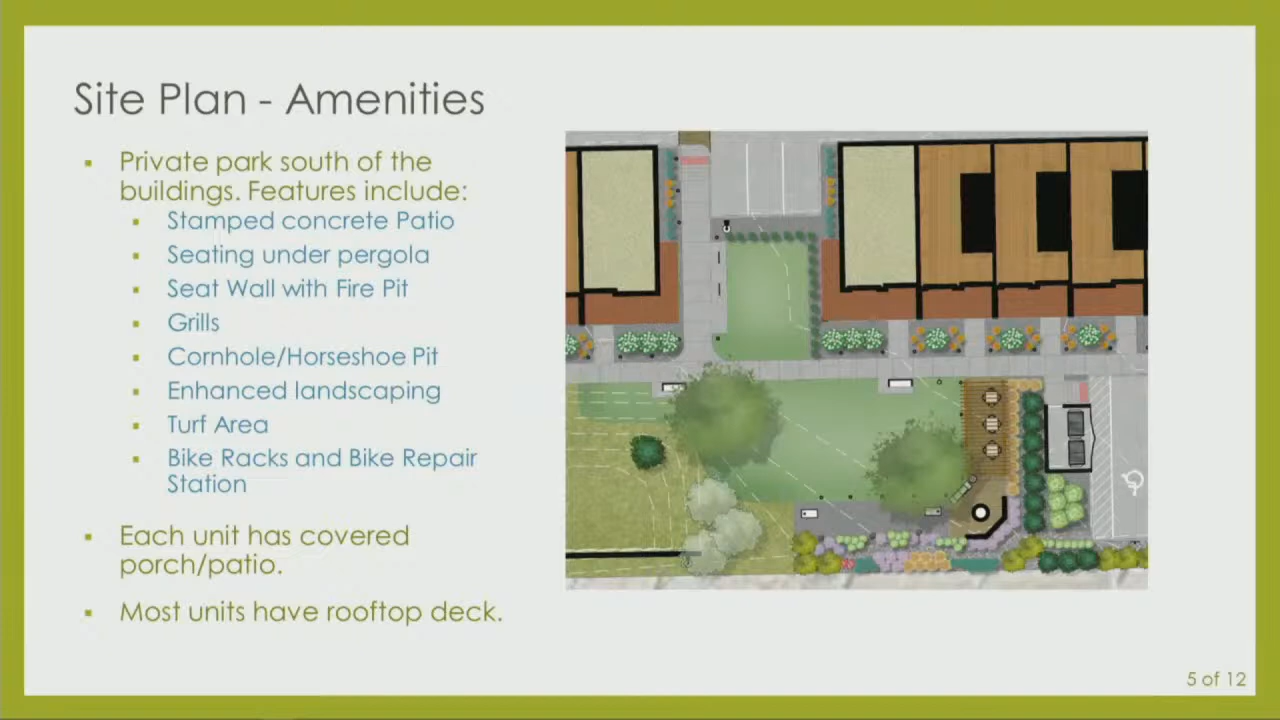 Site Plan - Amenities
▪ Private park south of the
buildings. Features include:
▪ Stamped concrete Patio
▪ Seating under pergola
▪ Seat Wall with Fire Pit
▪ Grills
▪ Cornhole/Horseshoe Pit
▪ Enhanced landscaping
▪ Turf Area
▪ Bike Racks and Bike Repair
Station
▪ Each unit has covered
porch/patio.
▪ Most units have rooftop deck.
5 of 12